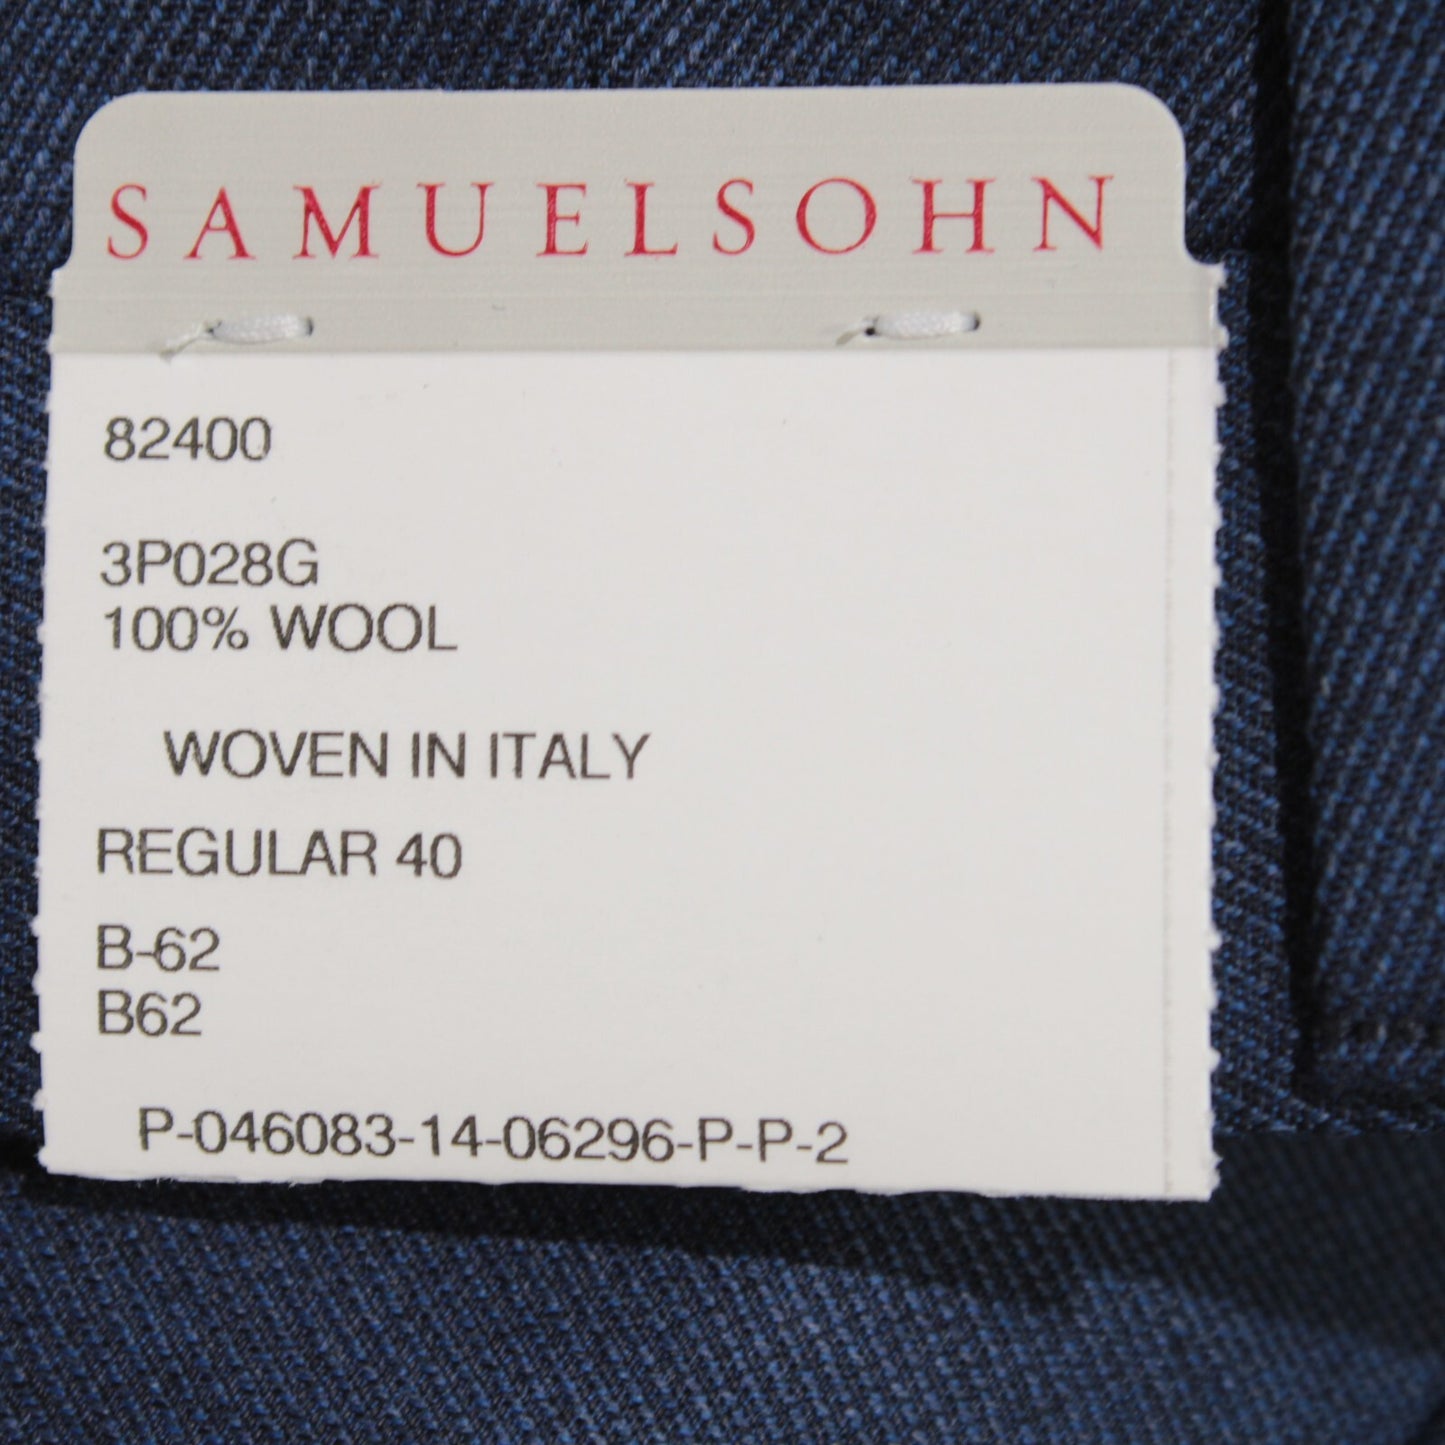 SAMUELSOHN
82400
3P028G
100% WOOL
WOVEN IN ITALY
REGULAR 40
B-62
B62
P-046083-14-06296-P-P-2